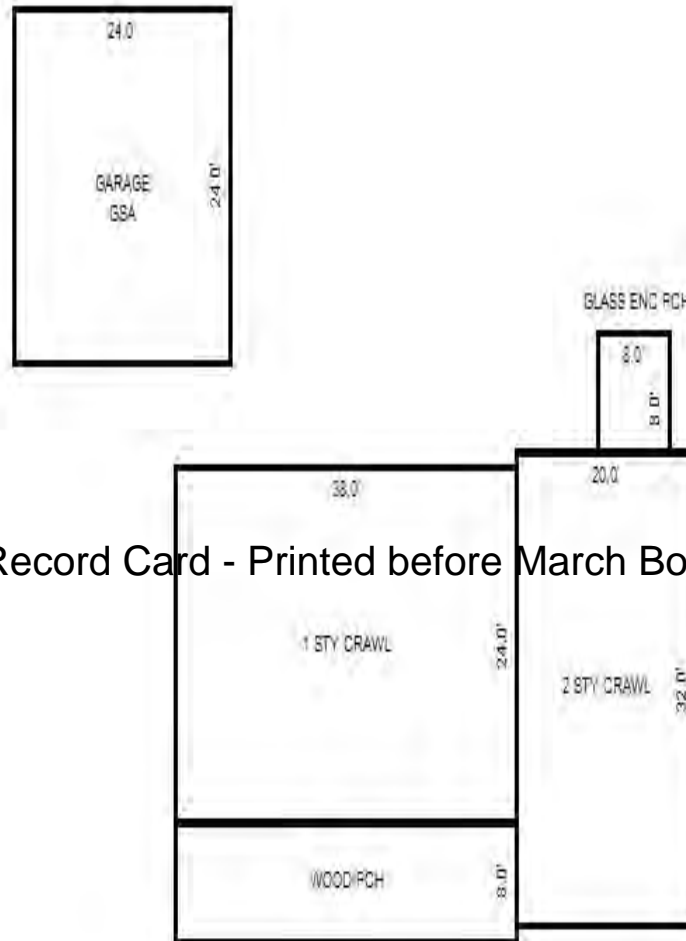 24.0'
GARAGE
GSA
24.0'
GLASS ENC PCH
8.0'
8.0'
38.0'
20.0'
Record Card - Printed before March Bo
1 STY CRAWL
24.0'
2 STY CRAWL
32.0'
WOOD/PCH
8.0'